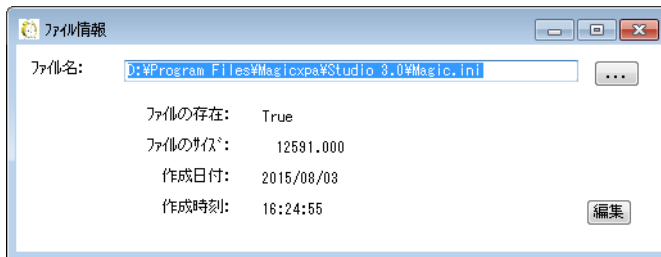 ﾌｧｲﾙ情報
ﾌｧｲﾙ名: D:¥Program Files¥Magicxpa¥Studio 3.0¥Magic.ini ...
ﾌｧｲﾙの存在: True
ﾌｧｲﾙのｻｲｽﾞ: 12591.000
作成日付: 2015/08/03
作成時刻: 16:24:55
編集